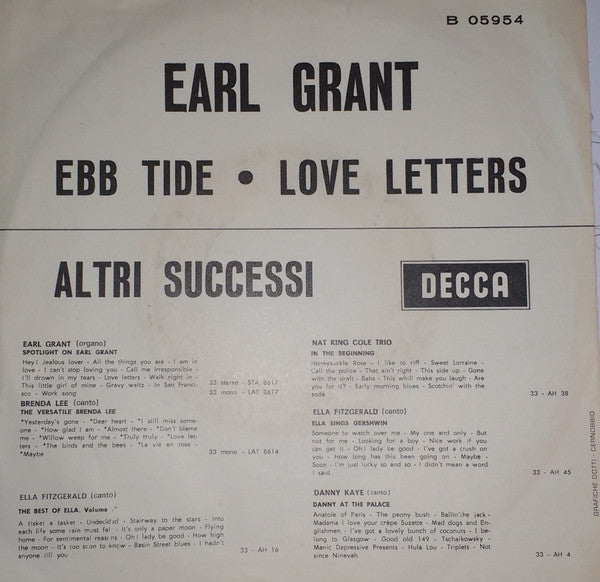 B 05954
EARL GRANT
EBB TIDE • LOVE LETTERS
ALTRI SUCCESSI
DECCA
EARL GRANT (organo)
SPOTLIGHT ON EARL GRANT
Hey! Jealous lover - All the things you are - I am in
love - I can't stop loving you - Call me irresponsible -
I'll drown in my tears - Love letters - Walk right in -
This little girl of mine - Gravy waltz - In San Franci-
sco - Work song
33 stereo - STA 8617
33 mono - LAT 8617
BRENDA LEE (canto)
THE VERSATILE BRENDA LEE
*Yesterday's gone - *Dear heart - *I still miss some-
one - *How glad I am - *Almost there - *Don't blame
me - *Willow weep for me - *Truly truly - *Love let-
ters - *The birds and the bees - *La vie en rose -
*Maybe
33 mono - LAT 8614
ELLA FITZGERALD (canto)
THE BEST OF ELLA. Volume
A tisket a tasket - Undecided - Stairway to the stars - Into
each life some rain must fall - It's only a paper moon - Flying
home - For sentimental reasons - Oh! lady be good - How high
the moon - It's too soon to know - Basin Street blues - I hadn't
anyone till you
33 - AH 16
NAT KING COLE TRIO
IN THE BEGINNING
Honeysuckle Rose - I like to riff - Sweet Lorraine -
Call the police - That ain't right - This side up - Gone
with the draft - Babs - This will make you laugh - Are
you for it? - Early morning blues - Scotchin' with the
soda
33 - AH 38
ELLA FITZGERALD (canto)
ELLA SINGS GERSHWIN
Someone to watch over me - My one and only - But
not for me - Looking for a boy - Nice work if you
can get it - Oh! lady be good - I've got a crush on
you - How long has this been going on - Maybe -
Soon - I'm just lucky so and so - I didn't mean a word
I said
33 - AH 45
DANNY KAYE (canto)
DANNY AT THE PALACE
Anatole of Paris - The peony bush - Ballin'the jack -
Madama I love your crêpe Suzette - Mad dogs and En-
glishmen - I've got a lovely bunch of coconuts - I be-
long to Glasgow - Good old 149 - Tschaikowsky -
Manic Depressive Presents - Hula Lou - Triplets - Not
since Ninevah
33 - AH 4
GRAFICHE GOTTI - CERNOBBIO